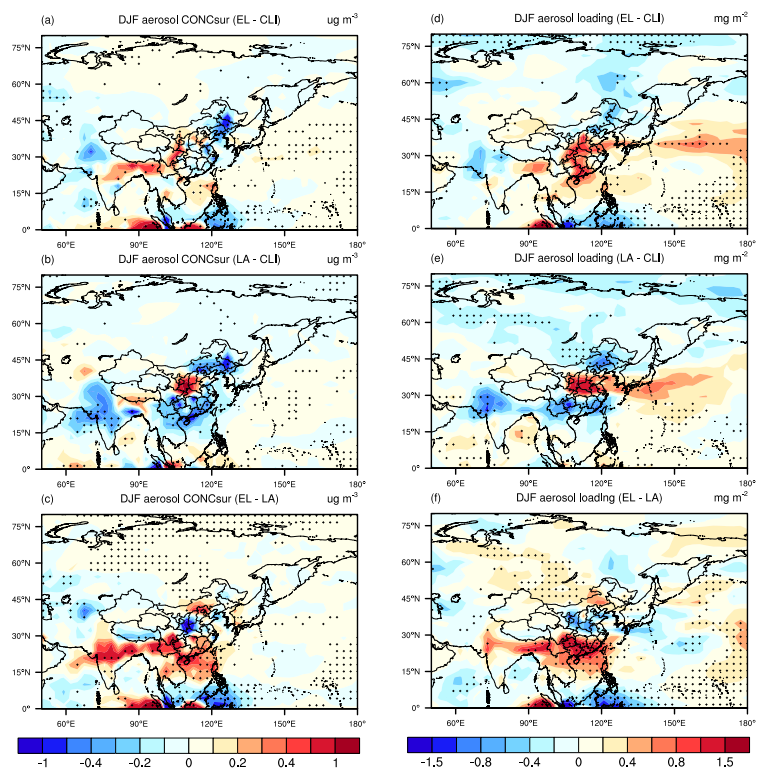 (a) DJF aerosol CONCsur (EL - CLI) ug m⁻³
75°N
60°N
45°N
30°N
15°N
0°
60°E 90°E 120°E 150°E 180°
(d) DJF aerosol loading (EL - CLI) mg m⁻²
75°N
60°N
45°N
30°N
15°N
0°
60°E 90°E 120°E 150°E 180°
(b) DJF aerosol CONCsur (LA - CLI) ug m⁻³
75°N
60°N
45°N
30°N
15°N
0°
60°E 90°E 120°E 150°E 180°
(e) DJF aerosol loading (LA - CLI) mg m⁻²
75°N
60°N
45°N
30°N
15°N
0°
60°E 90°E 120°E 150°E 180°
(c) DJF aerosol CONCsur (EL - LA) ug m⁻³
75°N
60°N
45°N
30°N
15°N
0°
60°E 90°E 120°E 150°E 180°
(f) DJF aerosol loading (EL - LA) mg m⁻²
75°N
60°N
45°N
30°N
15°N
0°
60°E 90°E 120°E 150°E 180°
-1 -0.4 -0.2 0 0.2 0.4 1
-1.5 -0.8 -0.4 0 0.4 0.8 1.5